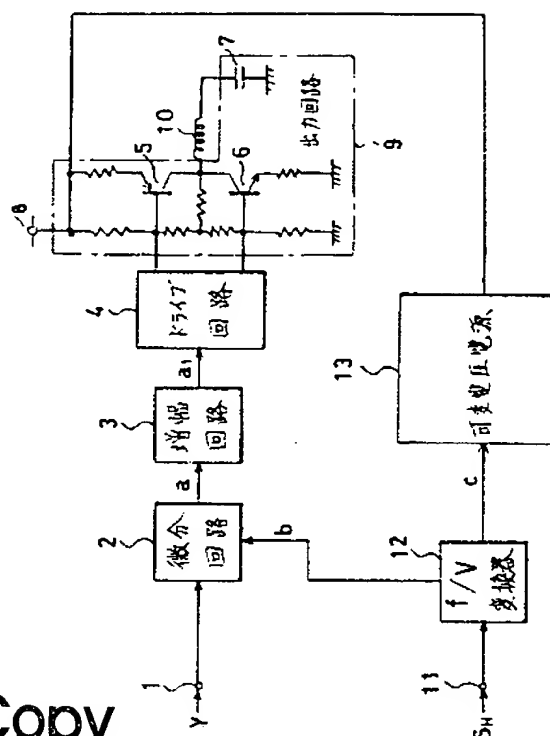 Y
1
2
微分
回路
a
3
増幅
回路
a₁
4
ドライブ
回路
8
5
6
10
7
出力回路
9
S_H
11
12
f/V
変換器
b
c
13
可変電圧電源
Copy